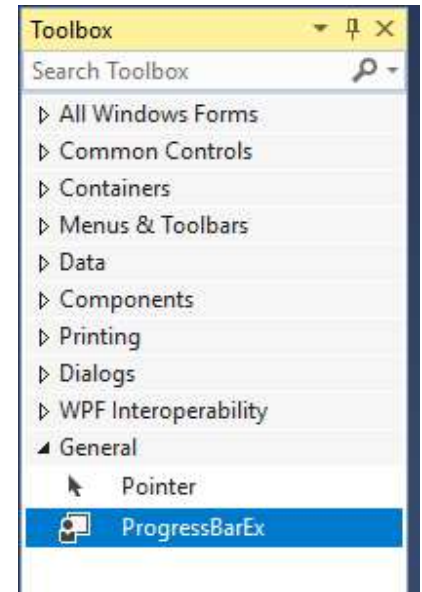 Toolbox
Search Toolbox
All Windows Forms
Common Controls
Containers
Menus & Toolbars
Data
Components
Printing
Dialogs
WPF Interoperability
General
Pointer
ProgressBarEx